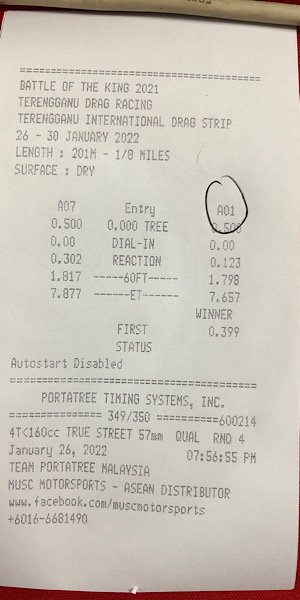 ==================================
BATTLE OF THE KING 2021
TERENGGANU DRAG RACING
TERENGGANU INTERNATIONAL DRAG STRIP
26 - 30 JANUARY 2022
LENGTH : 201M - 1/8 MILES
SURFACE : DRY
A07 Entry A01
0.500 0.000 TREE 0.500
0.00 DIAL-IN 0.00
0.302 REACTION 0.123
1.817 -----60FT----- 1.798
7.877 ------ET------ 7.657
WINNER
FIRST 0.399
STATUS
Autostart Disabled
==================================
PORTATREE TIMING SYSTEMS, INC.
============== 349/350 ==========600214
4T<160cc TRUE STREET 57mm QUAL RND 4
January 26, 2022 07:56:55 PM
TEAM PORTATREE MALAYSIA
MUSC MOTORSPORTS - ASEAN DISTRIBUTOR
www.facebook.com/muscmotorsports
+6016-6681490